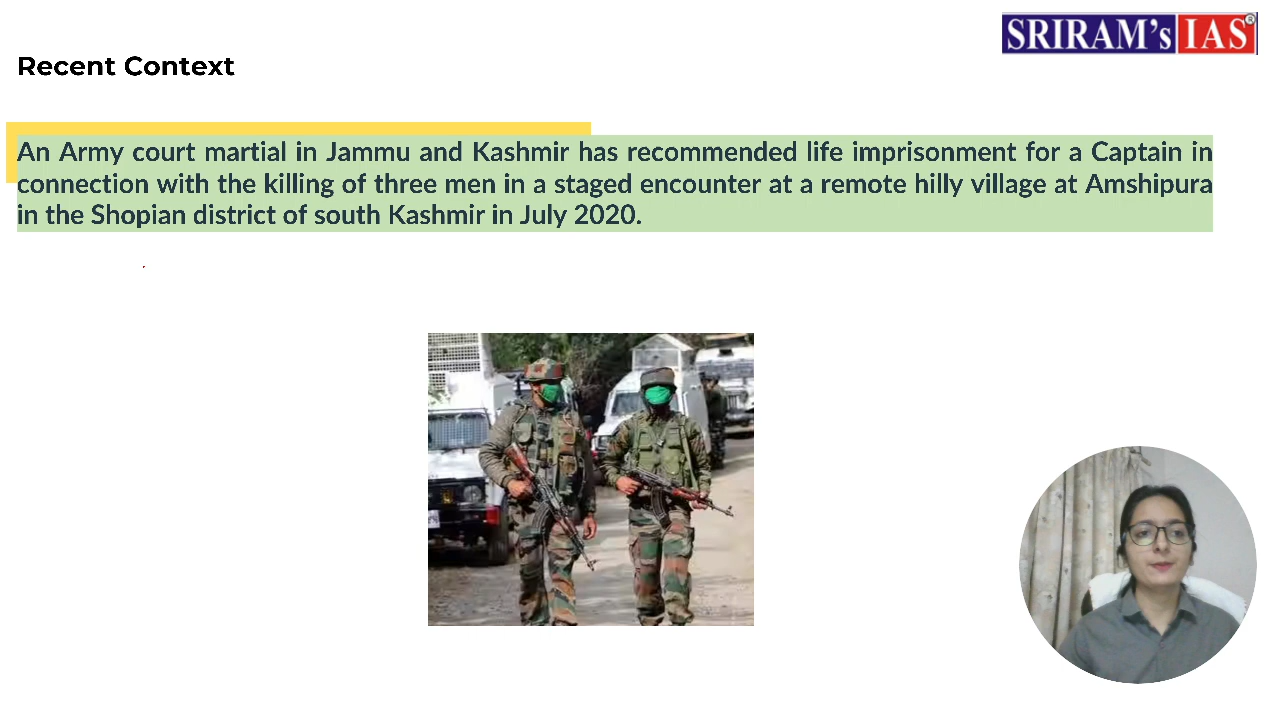 SRIRAM's IAS
Recent Context
An Army court martial in Jammu and Kashmir has recommended life imprisonment for a Captain in
connection with the killing of three men in a staged encounter at a remote hilly village at Amshipura
in the Shopian district of south Kashmir in July 2020.